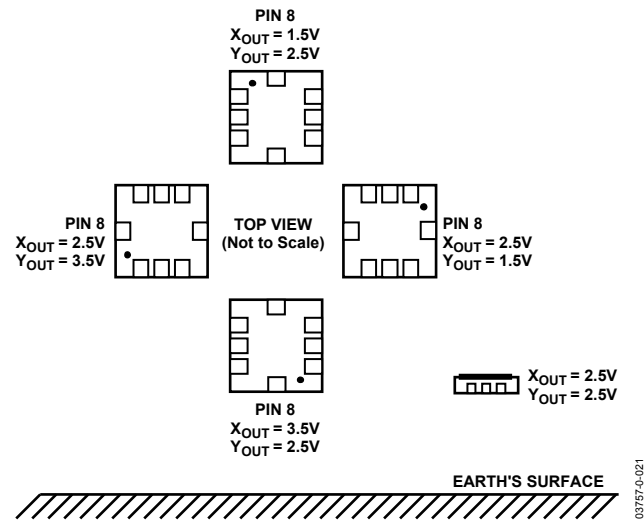 PIN 8
XOUT = 1.5V
YOUT = 2.5V
PIN 8
XOUT = 2.5V
YOUT = 3.5V
TOP VIEW
(Not to Scale)
PIN 8
XOUT = 2.5V
YOUT = 1.5V
PIN 8
XOUT = 3.5V
YOUT = 2.5V
XOUT = 2.5V
YOUT = 2.5V
EARTH'S SURFACE
03757-0-021